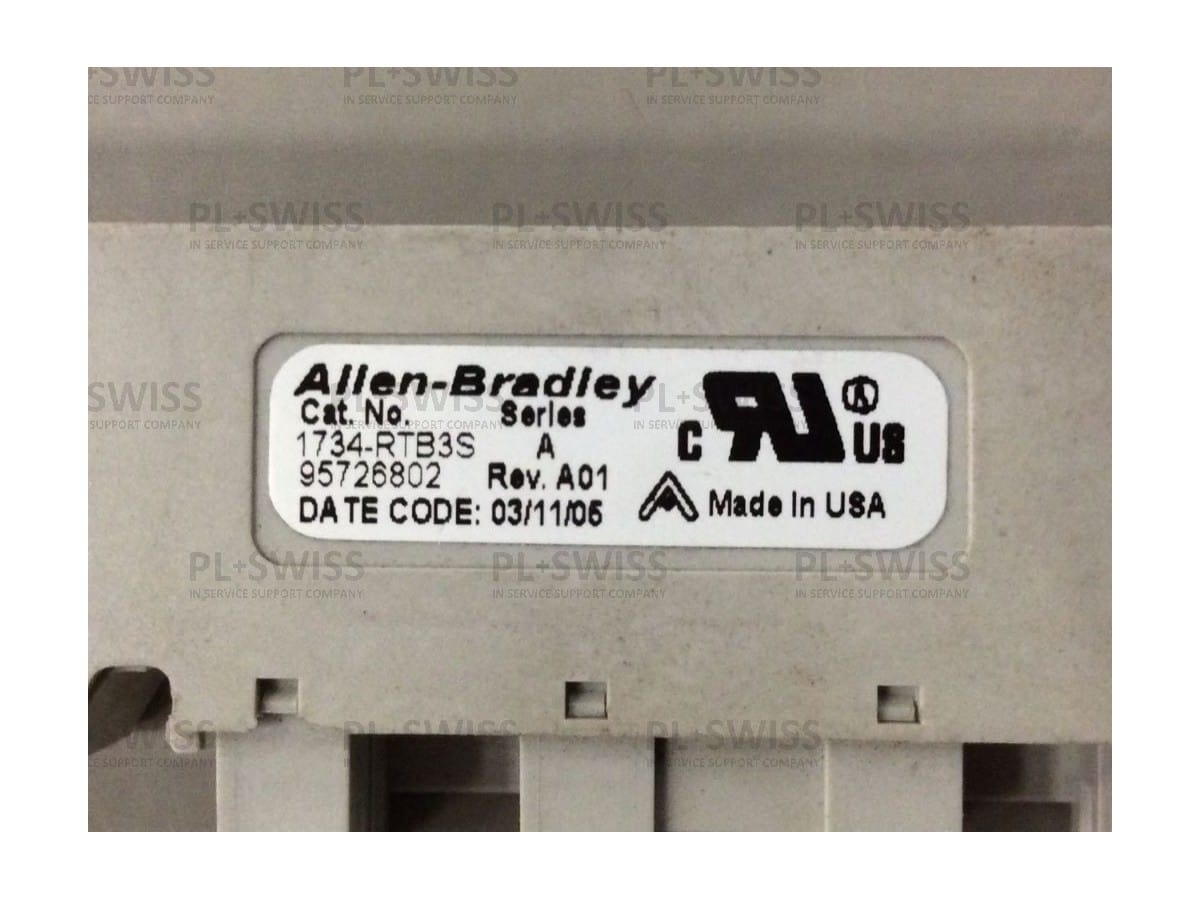 Allen-Bradley
Cat. No. Series
1734-RTB3S A
95726802 Rev. A01
DATE CODE: 03/11/05
C UL US
Made In USA
PL+SWISS
IN SERVICE SUPPORT COMPANY